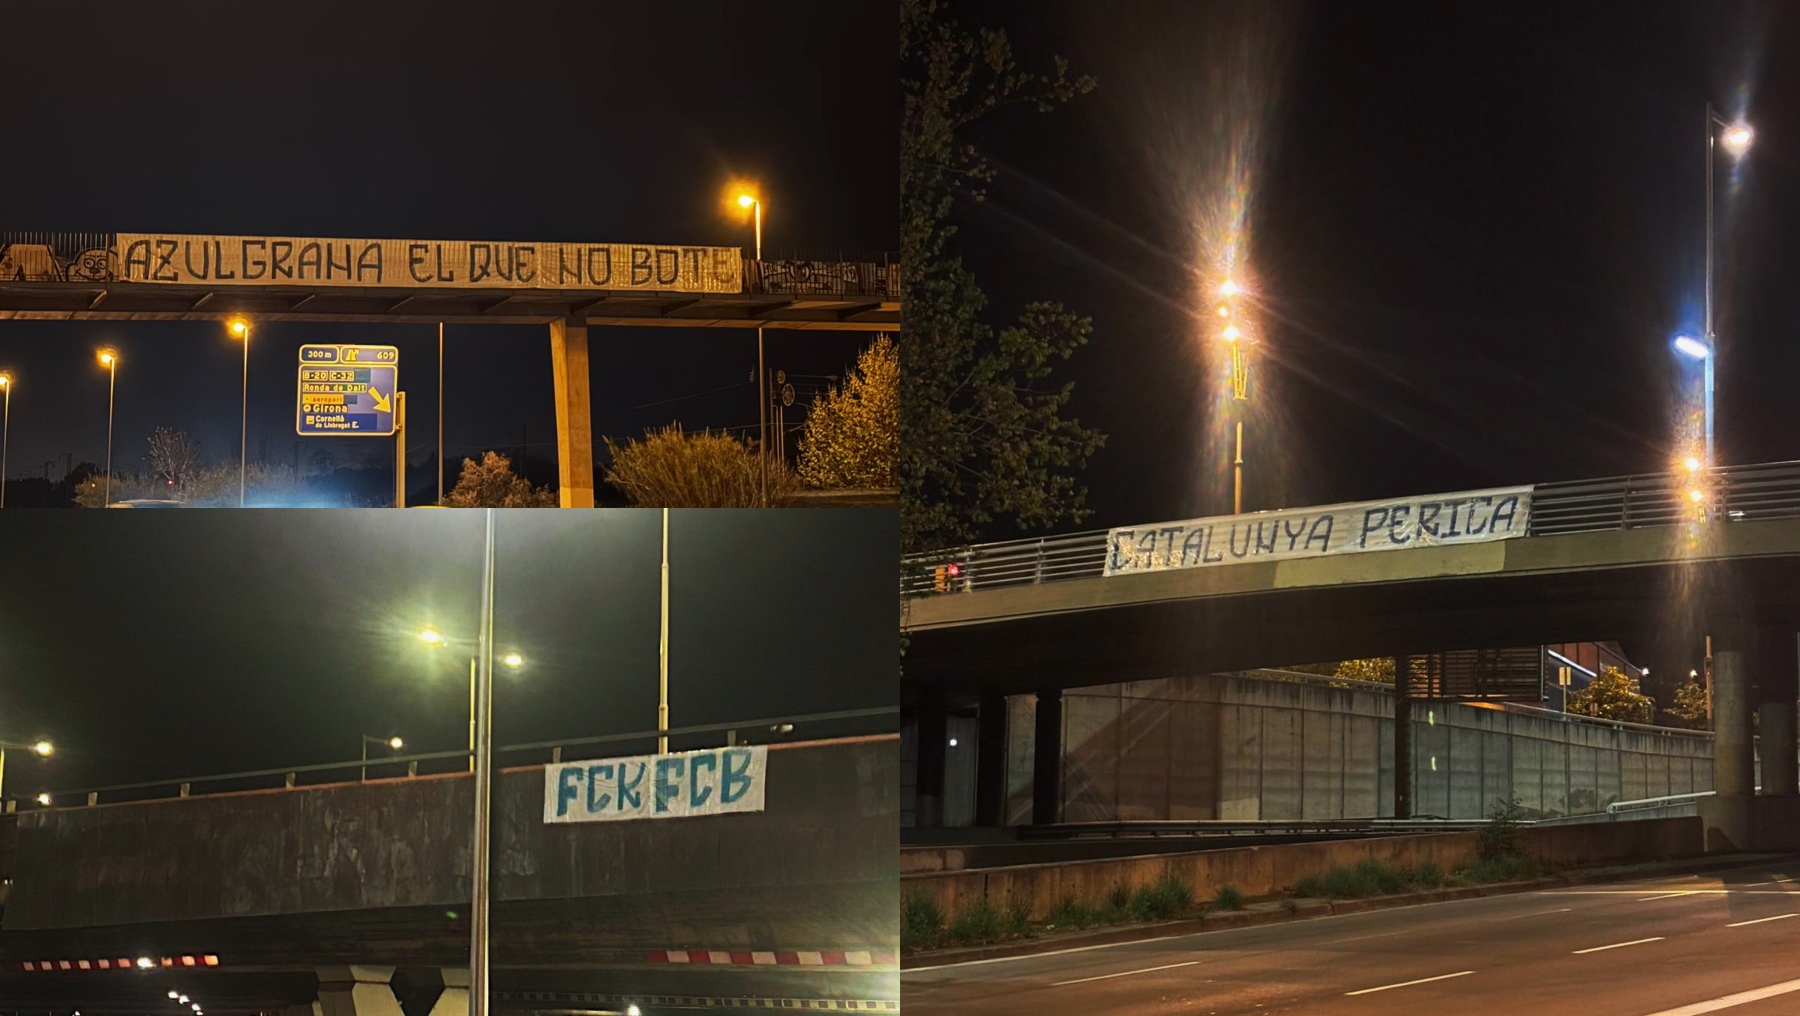 AZULGRANA EL QUE NO BOTE
300 m 609
B-20 C-32
Ronda de Dalt
aeroport
Girona
Cornellà
de Llobregat E.
FCK FCB
CATALUNYA PERICA